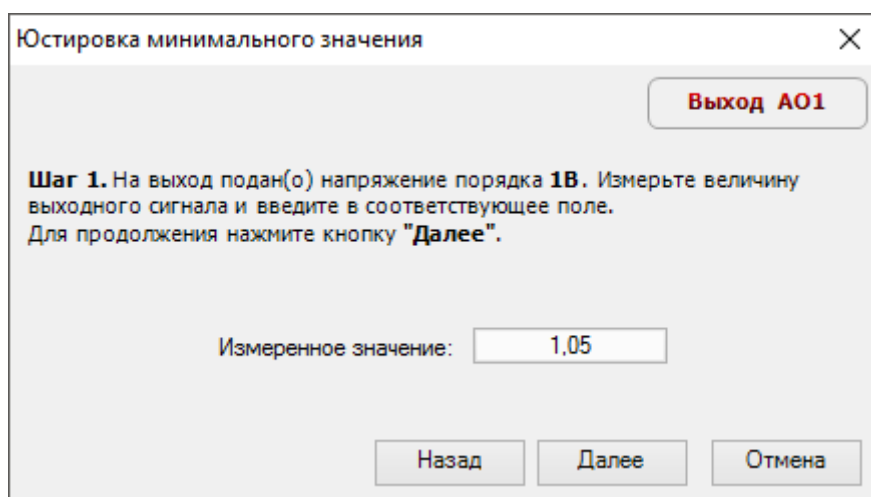 Юстировка минимального значения
Выход AO1
Шаг 1. На выход подан(о) напряжение порядка 1В. Измерьте величину
выходного сигнала и введите в соответствующее поле.
Для продолжения нажмите кнопку "Далее".
Измеренное значение: 1,05
Назад Далее Отмена